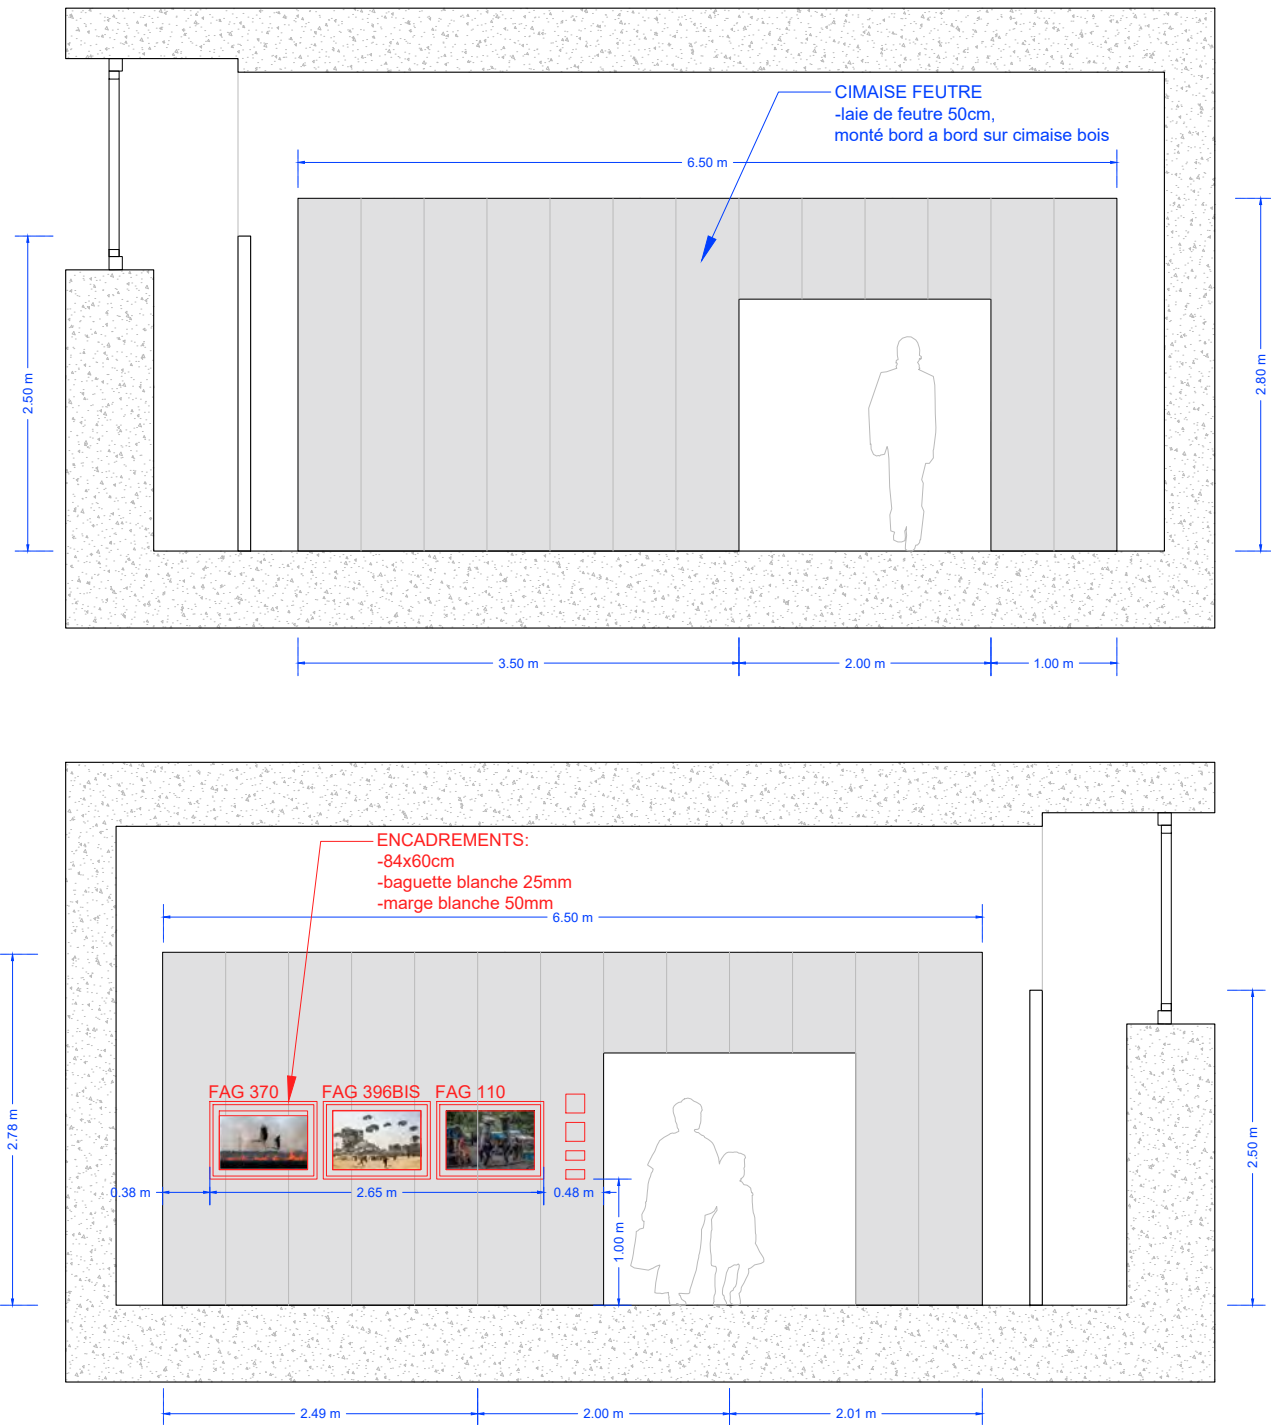 CIMAISE FEUTRE
-laie de feutre 50cm,
monté bord a bord sur cimaise bois
6.50 m
2.50 m
2.80 m
3.50 m
2.00 m
1.00 m
ENCADREMENTS:
-84x60cm
-baguette blanche 25mm
-marge blanche 50mm
6.50 m
FAG 370
FAG 396BIS
FAG 110
2.78 m
2.50 m
0.38 m
2.65 m
0.48 m
1.00 m
2.49 m
2.00 m
2.01 m